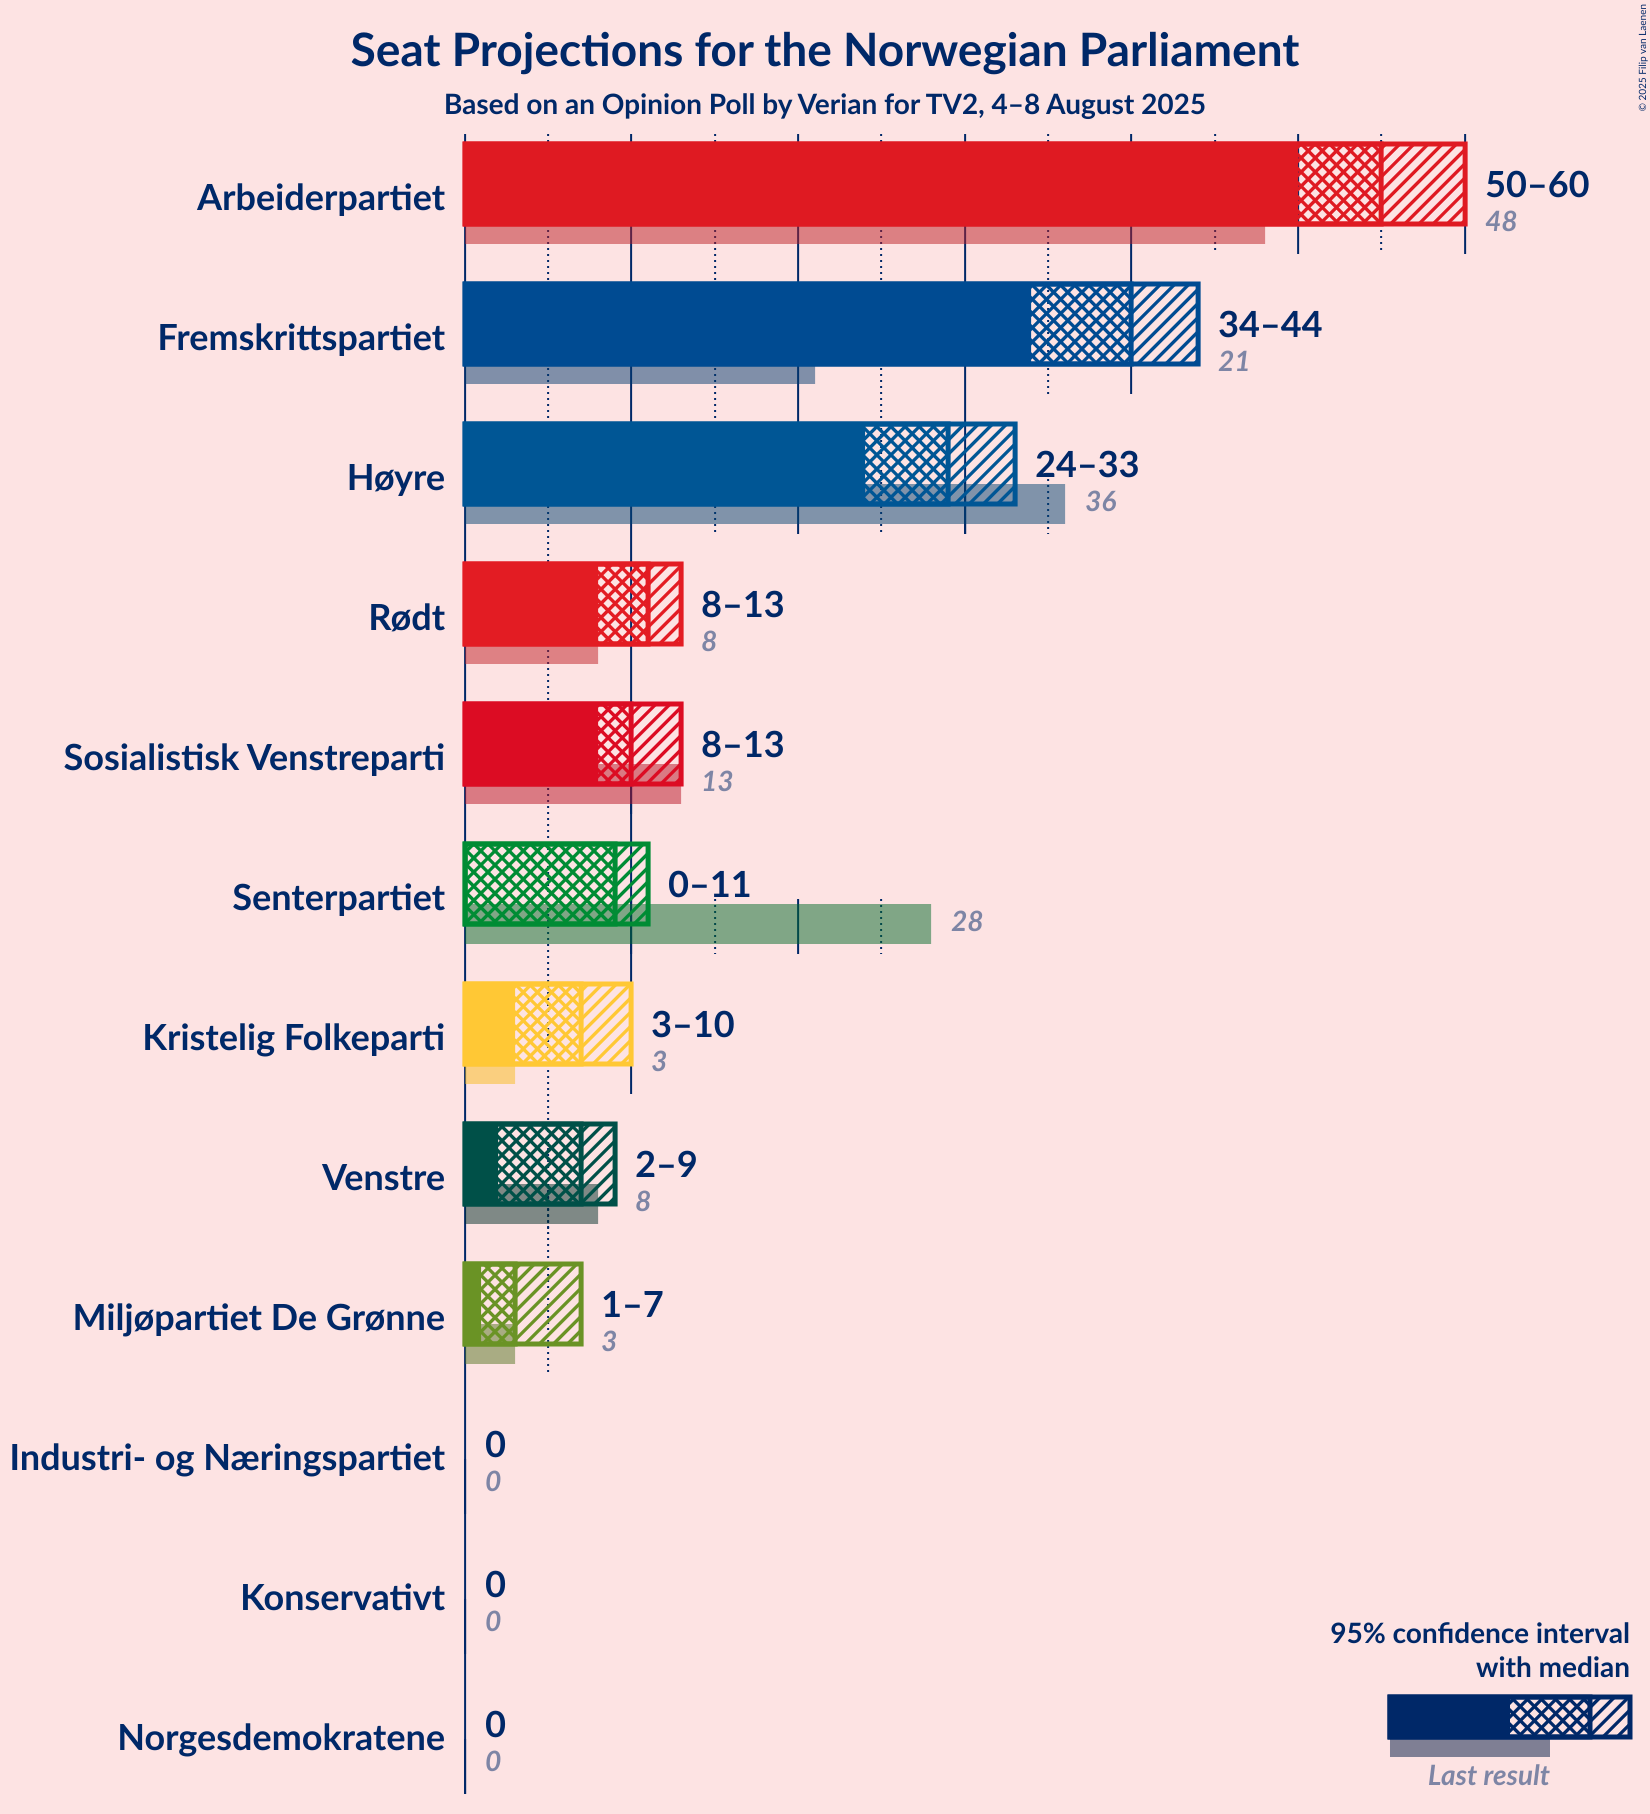 Seat Projections for the Norwegian Parliament
Based on an Opinion Poll by Verian for TV2, 4–8 August 2025
© 2025 Filip van Laenen
Arbeiderpartiet
50–60
48
Fremskrittspartiet
34–44
21
Høyre
24–33
36
Rødt
8–13
8
Sosialistisk Venstreparti
8–13
13
Senterpartiet
0–11
28
Kristelig Folkeparti
3–10
3
Venstre
2–9
8
Miljøpartiet De Grønne
1–7
3
Industri- og Næringspartiet
0
0
Konservativt
0
0
Norgesdemokratene
0
0
95% confidence interval
with median
Last result